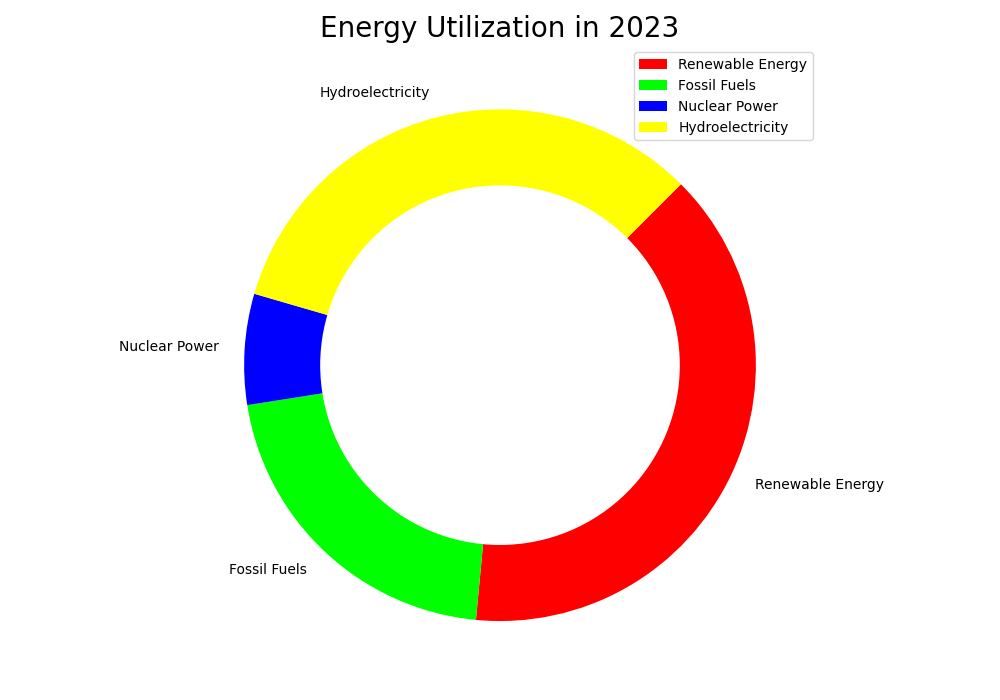 Energy Utilization in 2023
Renewable Energy
Fossil Fuels
Nuclear Power
Hydroelectricity
Hydroelectricity
Nuclear Power
Renewable Energy
Fossil Fuels